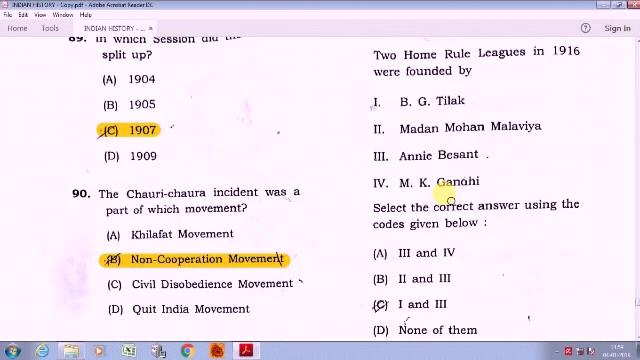 INDIAN HISTORY - Copy.pdf - Adobe Acrobat Reader DC
File Edit View Window Help
Home Tools INDIAN HISTORY - ... × Sign In
89. In which Session did the
split up?
(A) 1904
(B) 1905
(C) 1907
(D) 1909
90. The Chauri-chaura incident was a
part of which movement?
(A) Khilafat Movement
(B) Non-Cooperation Movement
(C) Civil Disobedience Movement
(D) Quit India Movement
Two Home Rule Leagues in 1916
were founded by
I. B. G. Tilak
II. Madan Mohan Malaviya
III. Annie Besant
IV. M. K. Gandhi
Select the correct answer using the
codes given below :
(A) III and IV
(B) II and III
(C) I and III
(D) None of them
14:54